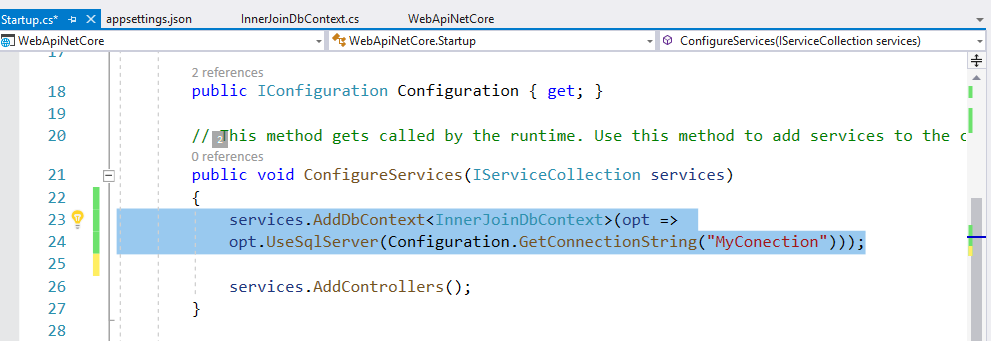 Startup.cs* appsettings.json InnerJoinDbContext.cs WebApiNetCore
WebApiNetCore WebApiNetCore.Startup ConfigureServices(IServiceCollection services)
17
2 references
18 public IConfiguration Configuration { get; }
19
20 // This method gets called by the runtime. Use this method to add services to the c
2
0 references
21 public void ConfigureServices(IServiceCollection services)
22 {
23 services.AddDbContext<InnerJoinDbContext>(opt =>
24 opt.UseSqlServer(Configuration.GetConnectionString("MyConection")));
25
26 services.AddControllers();
27 }
28